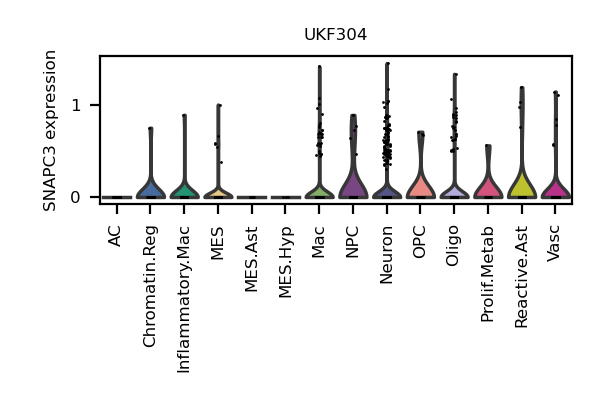 UKF304
SNAPC3 expression
1
0
AC
Chromatin.Reg
Inflammatory.Mac
MES
MES.Ast
MES.Hyp
Mac
NPC
Neuron
OPC
Oligo
Prolif.Metab
Reactive.Ast
Vasc